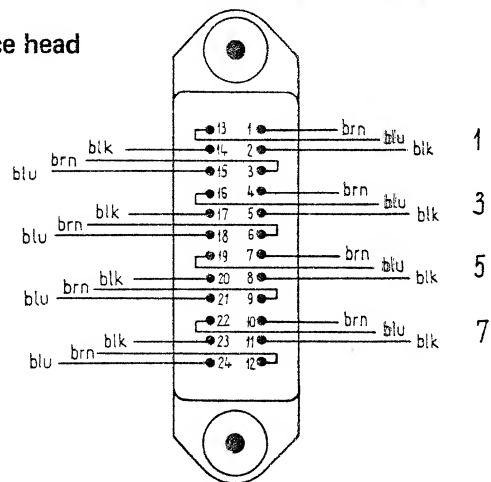 ce head
13 1 brn
blu
blk 14 2 blk 1
brn
blu 15 3
16 4 brn
blu
blk 17 5 blk 3
brn
blu 18 6
19 7 brn
blu
blk 20 8 blk 5
brn
blu 21 9
22 10 brn
blu
blk 23 11 blk 7
brn
blu 24 12